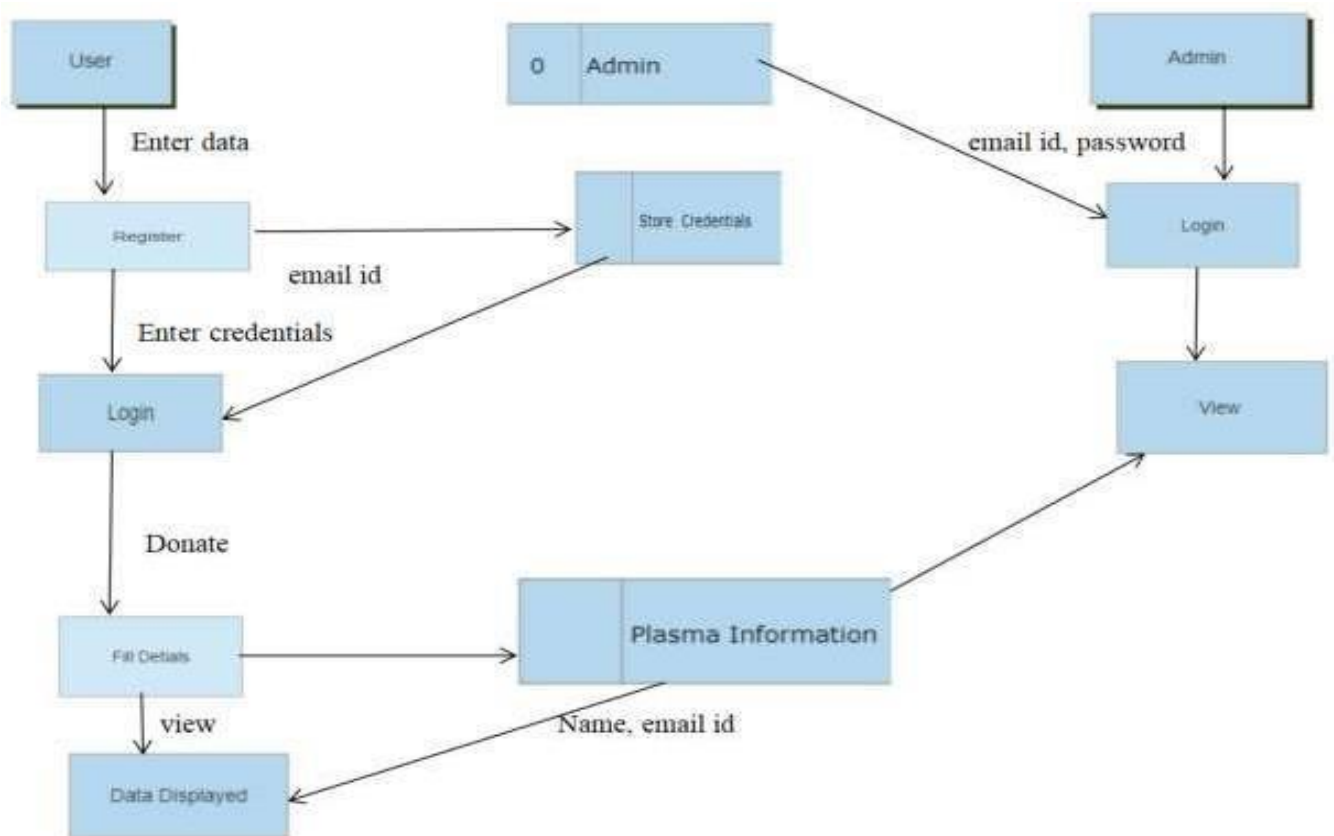 User
0 Admin
Admin
Enter data
email id, password
Register
Store Credentials
Login
email id
Enter credentials
Login
View
Donate
Fill Detials
Plasma Information
view
Name, email id
Data Displayed